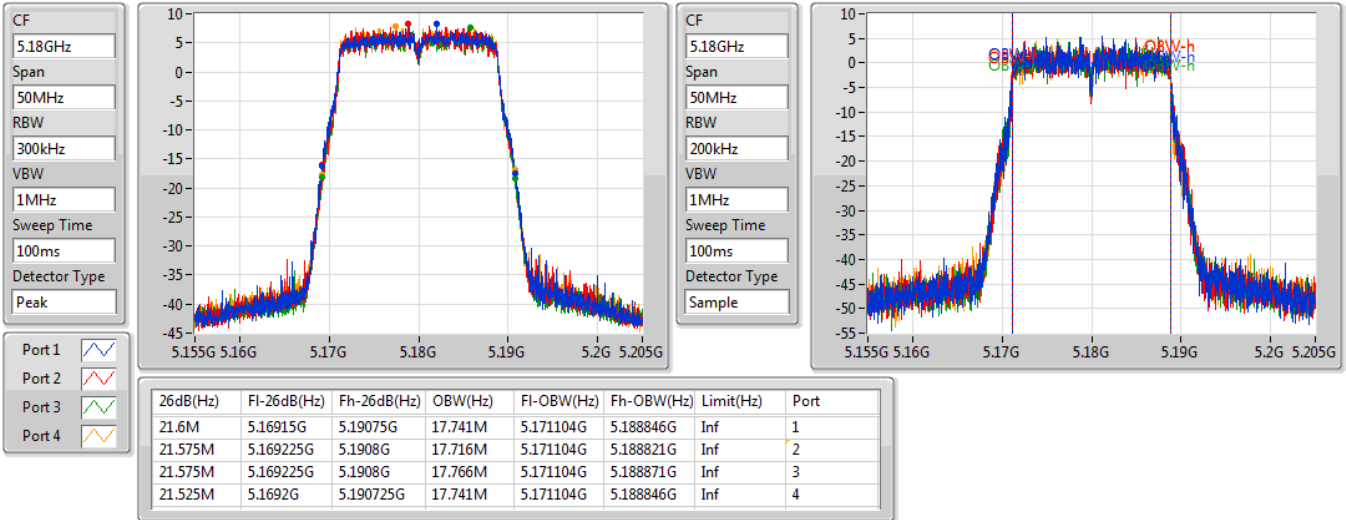 CF
5.18GHz
Span
50MHz
RBW
300kHz
VBW
1MHz
Sweep Time
100ms
Detector Type
Peak
10
5
0
-5
-10
-15
-20
-25
-30
-35
-40
-45
5.155G 5.16G 5.17G 5.18G 5.19G 5.2G 5.205G
CF
5.18GHz
Span
50MHz
RBW
200kHz
VBW
1MHz
Sweep Time
100ms
Detector Type
Sample
10
5
0
-5
-10
-15
-20
-25
-30
-35
-40
-45
-50
-55
OBW-h
5.155G 5.16G 5.17G 5.18G 5.19G 5.2G 5.205G
Port 1
Port 2
Port 3
Port 4
26dB(Hz) Fl-26dB(Hz) Fh-26dB(Hz) OBW(Hz) Fl-OBW(Hz) Fh-OBW(Hz) Limit(Hz) Port
21.6M 5.16915G 5.19075G 17.741M 5.171104G 5.188846G Inf 1
21.575M 5.169225G 5.1908G 17.716M 5.171104G 5.188821G Inf 2
21.575M 5.169225G 5.1908G 17.766M 5.171104G 5.188871G Inf 3
21.525M 5.1692G 5.190725G 17.741M 5.171104G 5.188846G Inf 4